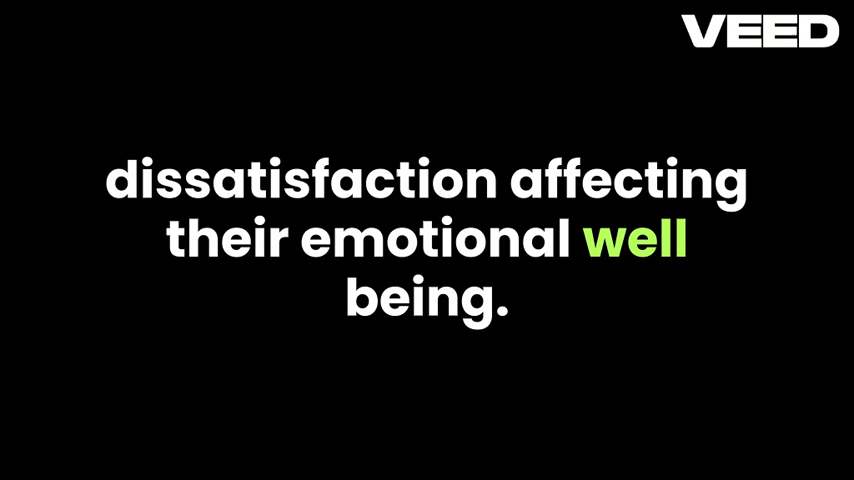 VEED
dissatisfaction affecting
their emotional well
being.